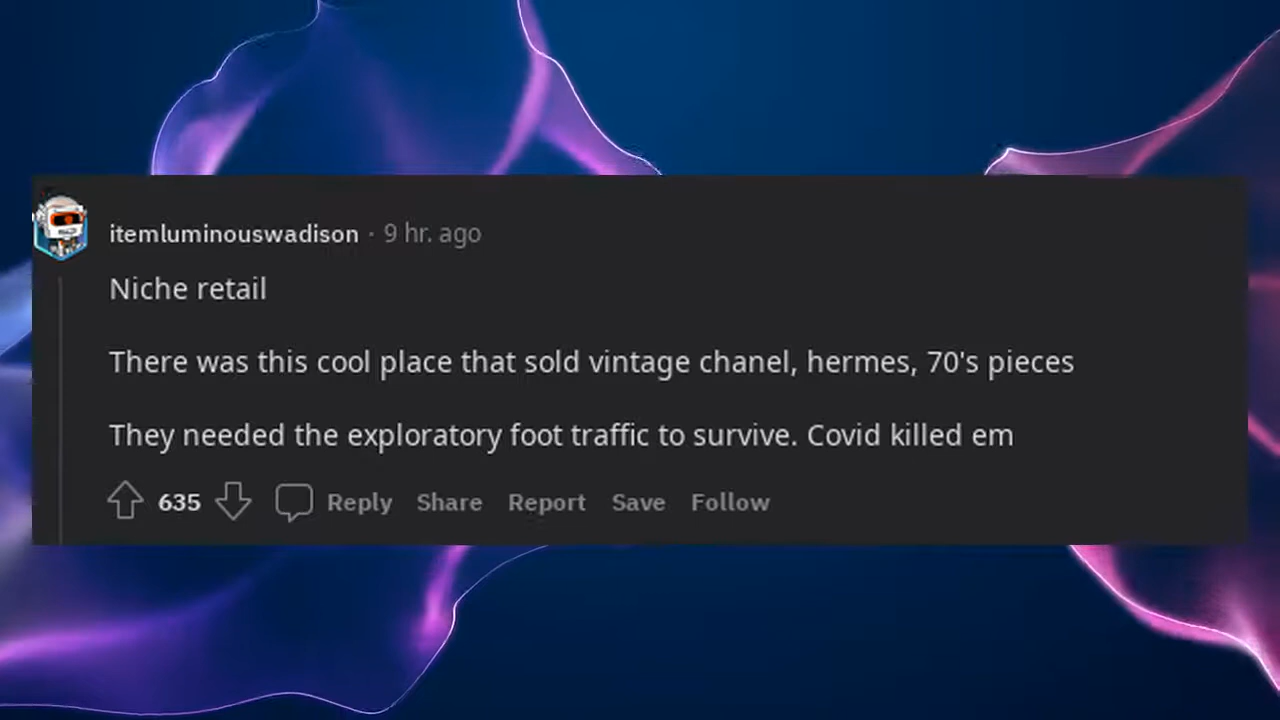 itemluminouswadison · 9 hr. ago
Niche retail
There was this cool place that sold vintage chanel, hermes, 70's pieces
They needed the exploratory foot traffic to survive. Covid killed em
635 Reply Share Report Save Follow